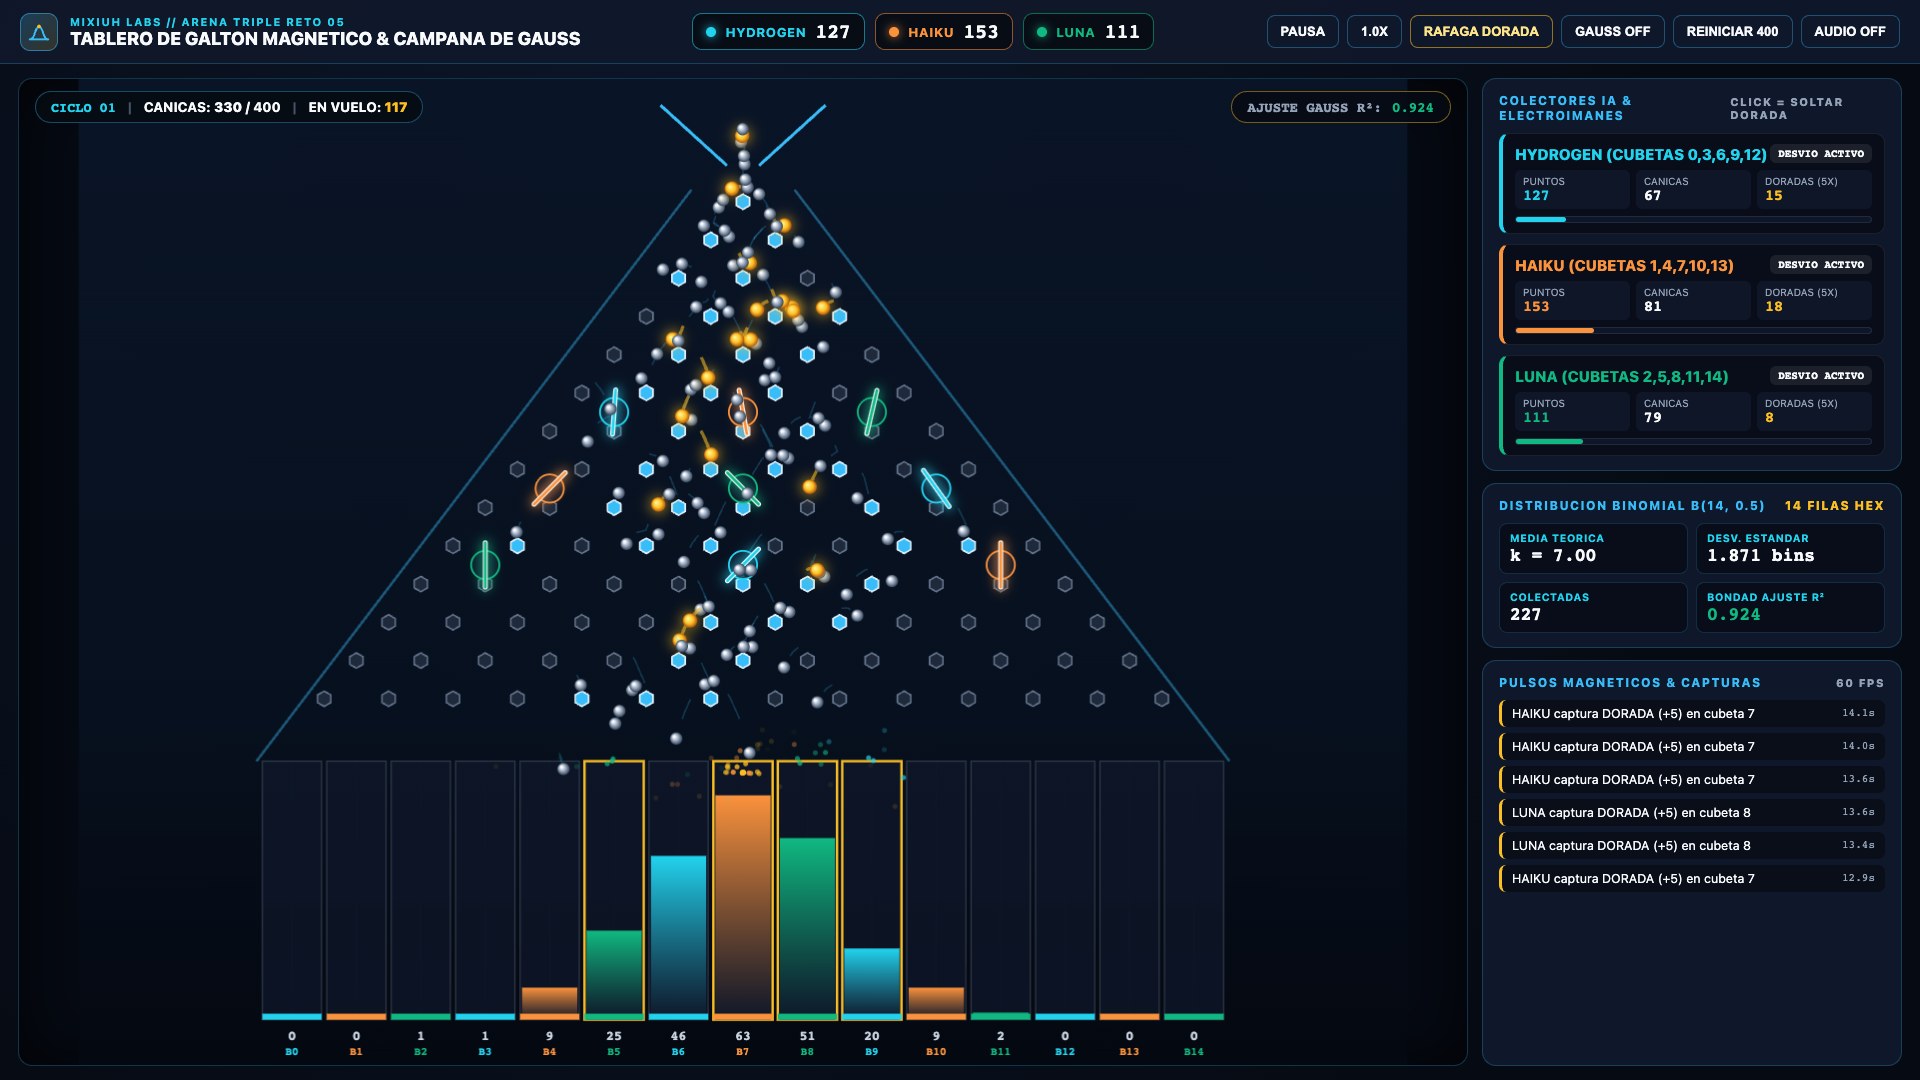 MIXIUH LABS // ARENA TRIPLE RETO 05
TABLERO DE GALTON MAGNETICO & CAMPANA DE GAUSS
HYDROGEN 127
HAIKU 153
LUNA 111
PAUSA
1.0X
RAFAGA DORADA
GAUSS OFF
REINICIAR 400
AUDIO OFF
CICLO 01 | CANICAS: 330 / 400 | EN VUELO: 117
AJUSTE GAUSS R²: 0.924
0 0 1 1 9 25 46 63 51 20 9 2 0 0 0
B0 B1 B2 B3 B4 B5 B6 B7 B8 B9 B10 B11 B12 B13 B14
COLECTORES IA & ELECTROIMANES
CLICK = SOLTAR DORADA
HYDROGEN (CUBETAS 0,3,6,9,12) DESVIO ACTIVO
PUNTOS CANICAS DORADAS (5X)
127 67 15
HAIKU (CUBETAS 1,4,7,10,13) DESVIO ACTIVO
PUNTOS CANICAS DORADAS (5X)
153 81 18
LUNA (CUBETAS 2,5,8,11,14) DESVIO ACTIVO
PUNTOS CANICAS DORADAS (5X)
111 79 8
DISTRIBUCION BINOMIAL B(14, 0.5) 14 FILAS HEX
MEDIA TEORICA
k = 7.00
DESV. ESTANDAR
1.871 bins
COLECTADAS
227
BONDAD AJUSTE R²
0.924
PULSOS MAGNETICOS & CAPTURAS 60 FPS
HAIKU captura DORADA (+5) en cubeta 7 14.1s
HAIKU captura DORADA (+5) en cubeta 7 14.0s
HAIKU captura DORADA (+5) en cubeta 7 13.6s
LUNA captura DORADA (+5) en cubeta 8 13.6s
LUNA captura DORADA (+5) en cubeta 8 13.4s
HAIKU captura DORADA (+5) en cubeta 7 12.9s